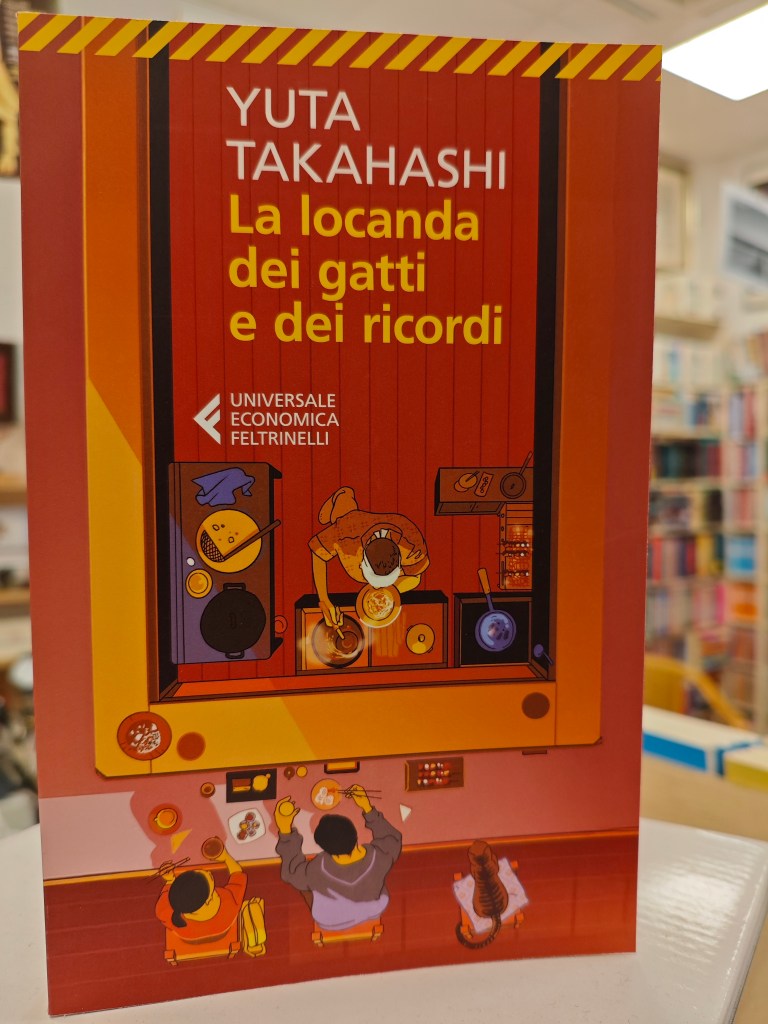 YUTA
TAKAHASHI
La locanda
dei gatti
e dei ricordi
UNIVERSALE
ECONOMICA
FELTRINELLI